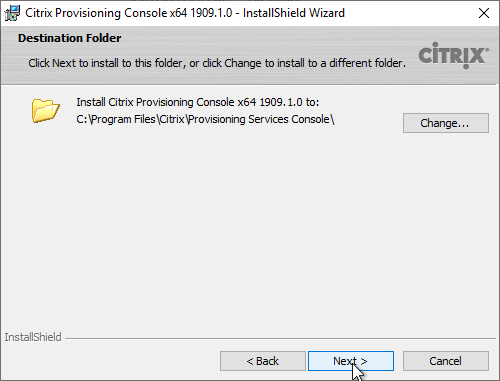 Citrix Provisioning Console x64 1909.1.0 - InstallShield Wizard
Destination Folder
Click Next to install to this folder, or click Change to install to a different folder.
CITRIX
Install Citrix Provisioning Console x64 1909.1.0 to:
C:\Program Files\Citrix\Provisioning Services Console\
Change...
InstallShield
< Back
Next >
Cancel